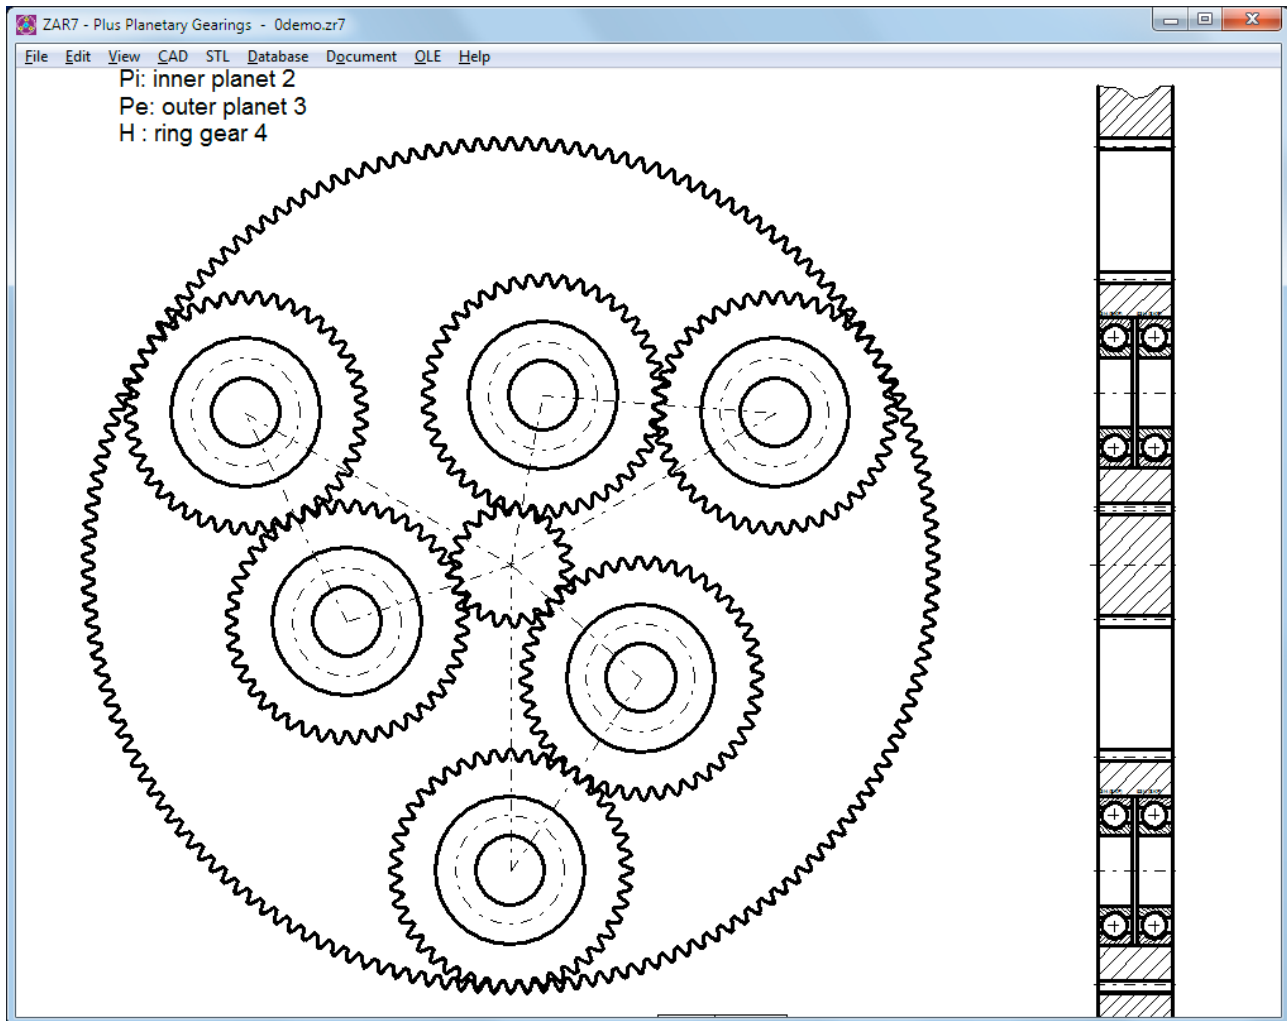 ZAR7 - Plus Planetary Gearings - 0demo.zr7
File Edit View CAD STL Database Document OLE Help
Pi: inner planet 2
Pe: outer planet 3
H : ring gear 4